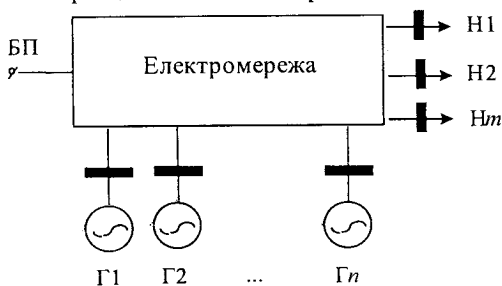 Н1
БП
Електромережа
Н2
Нm
Г1 Г2 ... Гn